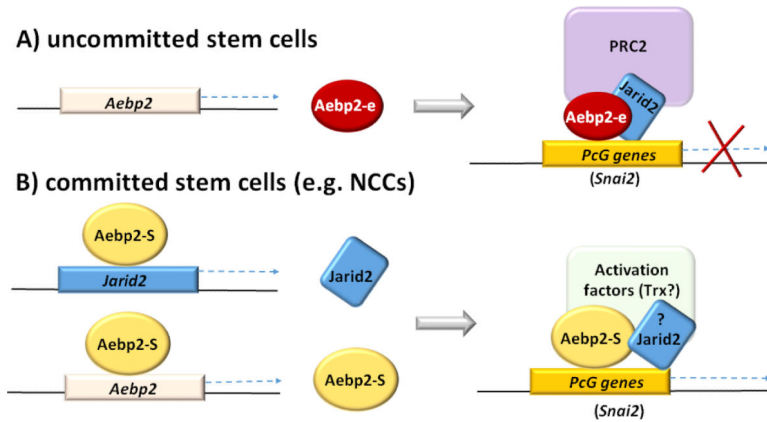 A) uncommitted stem cells
PRC2
Aebp2
Aebp2-e
Jarid2
Aebp2-e
PcG genes
(Snai2)
B) committed stem cells (e.g. NCCs)
Aebp2-S
Jarid2
Jarid2
Aebp2-S
Aebp2
Aebp2-S
Activation
factors (Trx?)
?
Aebp2-S
Jarid2
PcG genes
(Snai2)